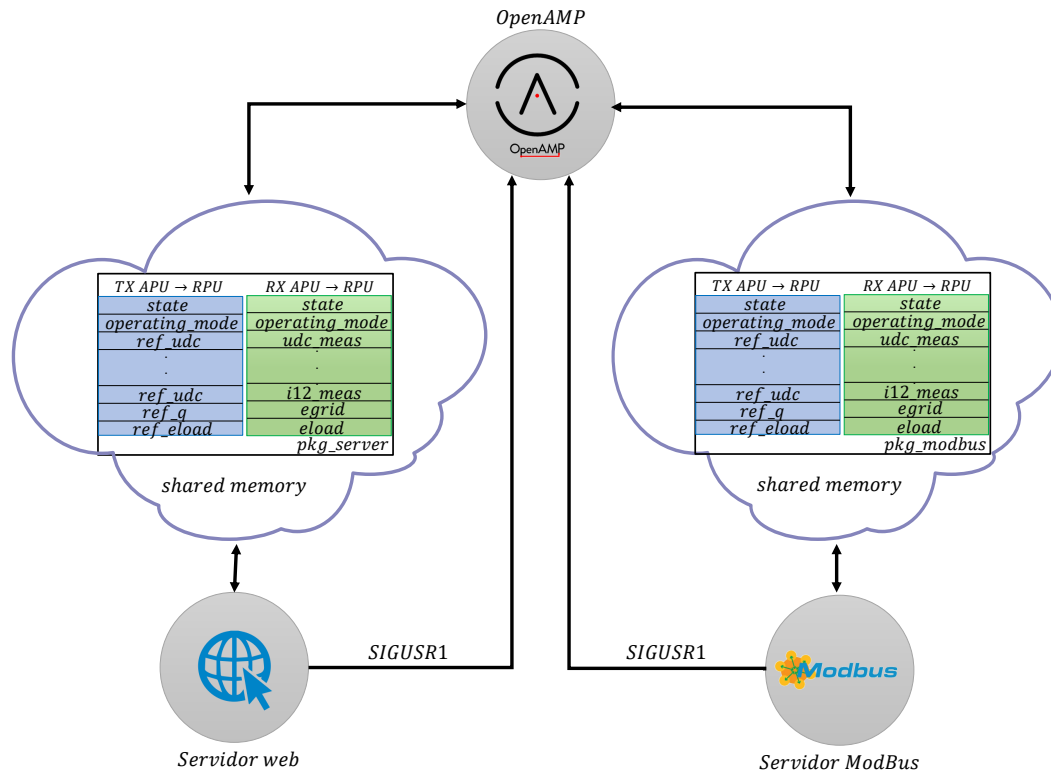 OpenAMP
OpenAMP
TX APU → RPU RX APU → RPU
state state
operating_mode operating_mode
ref_udc udc_meas
. .
. .
ref_udc i12_meas
ref_q egrid
ref_eload eload
pkg_server
shared memory
TX APU → RPU RX APU → RPU
state state
operating_mode operating_mode
ref_udc udc_meas
. .
. .
ref_udc i12_meas
ref_q egrid
ref_eload eload
pkg_modbus
shared memory
SIGUSR1
SIGUSR1
Modbus
Servidor web
Servidor ModBus